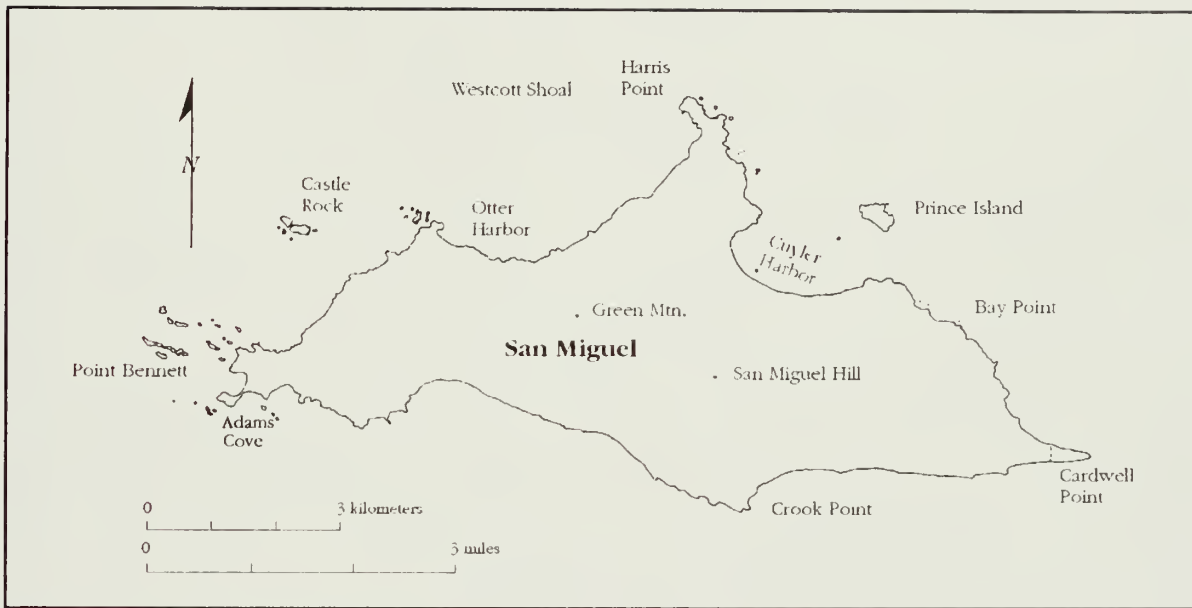 Harris
Point
Westcott Shoal
N
Castle
Rock
Otter
Harbor
Prince Island
Cuyler
Harbor
Green Mtn.
Bay Point
San Miguel
Point Bennett
San Miguel Hill
Adams
Cove
Cardwell
Point
Crook Point
0 3 kilometers
0 3 miles